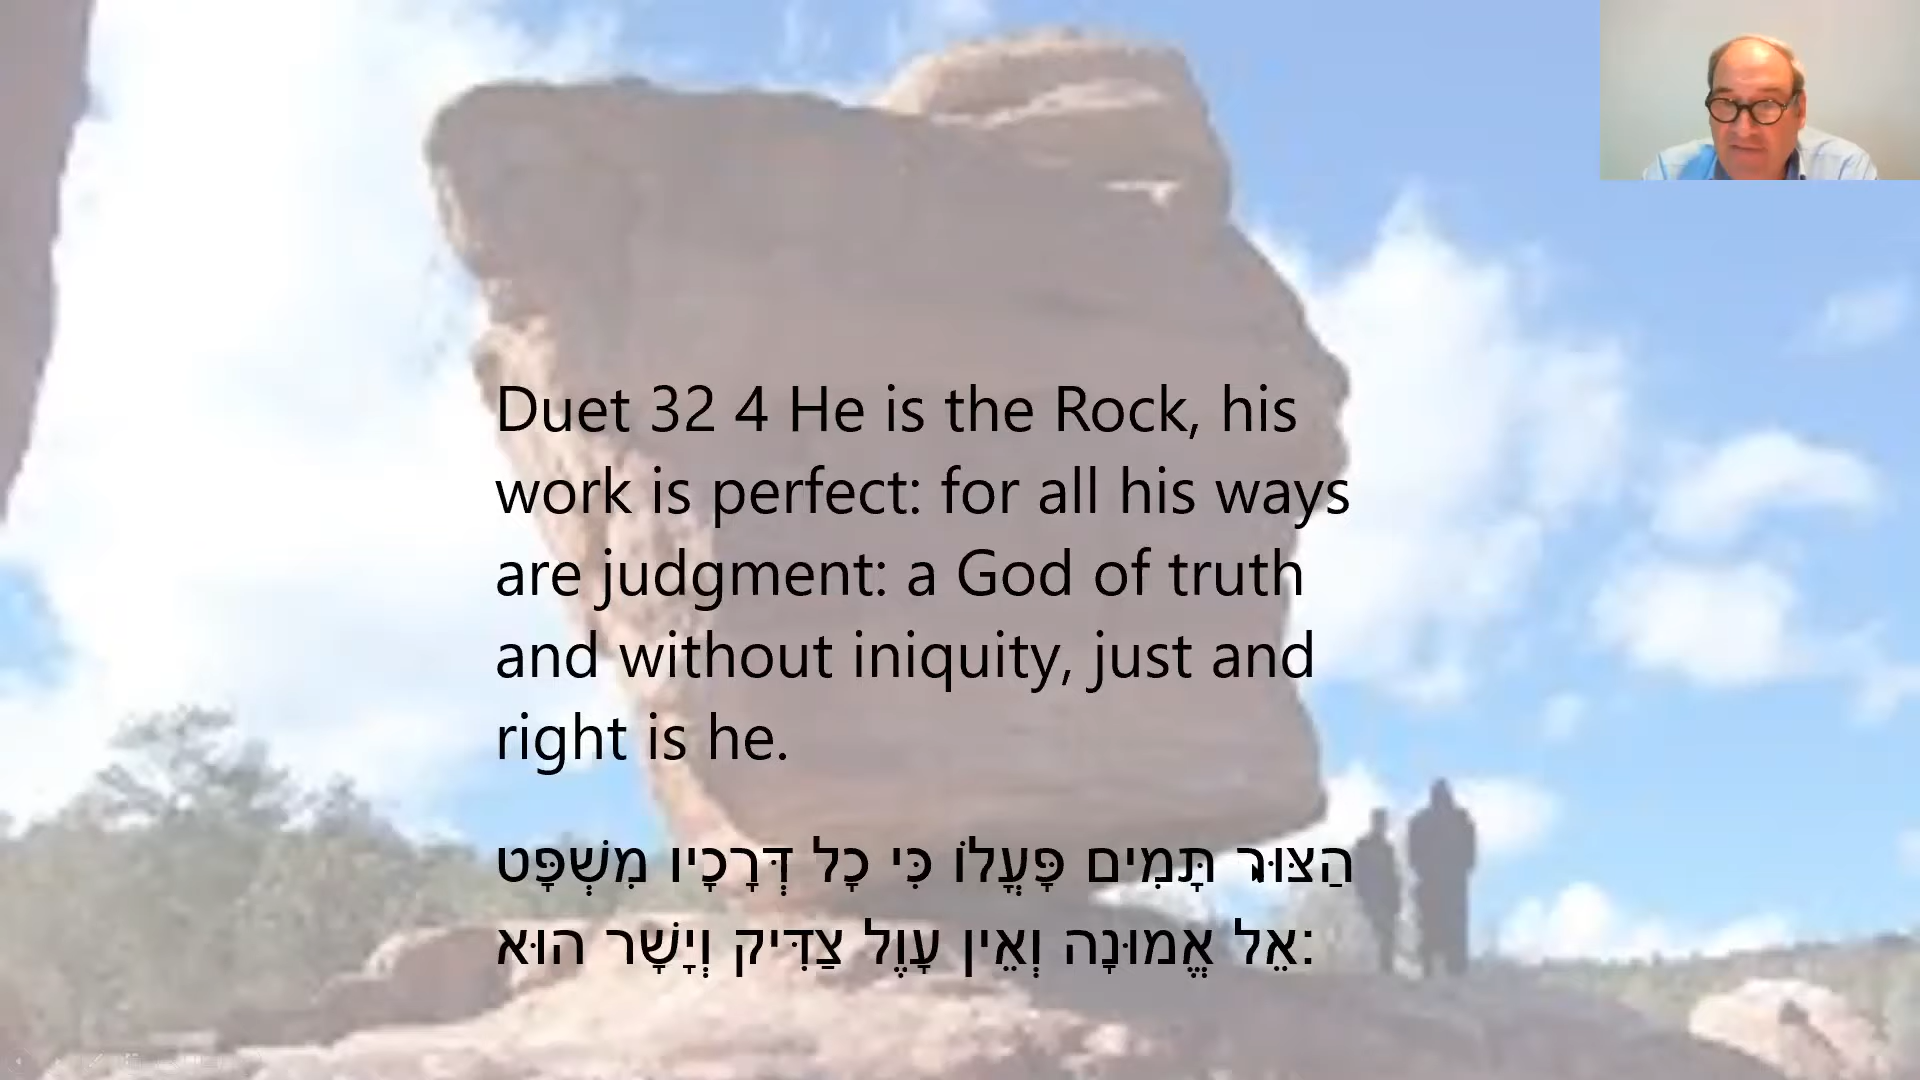 Duet 32 4 He is the Rock, his
work is perfect: for all his ways
are judgment: a God of truth
and without iniquity, just and
right is he.
הַצּוּר תָּמִים פָּעֳלוֹ כִּי כָל דְּרָכָיו מִשְׁפָּט
אֵל אֱמוּנָה וְאֵין עָוֶל צַדִּיק וְיָשָׁר הוּא: